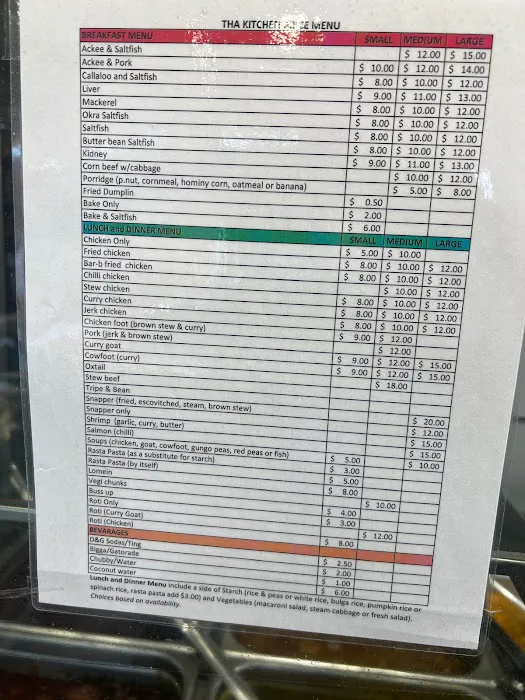 THA KITCHEN MENU
BREAKFAST MENU SMALL MEDIUM LARGE
Ackee & Saltfish $ 12.00 $ 15.00
Ackee & Pork $ 10.00 $ 12.00 $ 14.00
Callaloo and Saltfish $ 8.00 $ 10.00 $ 12.00
Liver $ 9.00 $ 11.00 $ 13.00
Mackerel $ 8.00 $ 10.00 $ 12.00
Okra Saltfish $ 8.00 $ 10.00 $ 12.00
Saltfish $ 8.00 $ 10.00 $ 12.00
Butter bean Saltfish $ 8.00 $ 10.00 $ 12.00
Kidney $ 9.00 $ 11.00 $ 13.00
Corn beef w/cabbage $ 10.00 $ 12.00
Porridge (p.nut, cornmeal, hominy corn, oatmeal or banana) $ 5.00 $ 8.00
Fried Dumplin $ 0.50
Bake Only $ 2.00
Bake & Saltfish $ 6.00
LUNCH and DINNER MENU SMALL MEDIUM LARGE
Chicken Only $ 5.00 $ 10.00
Fried chicken $ 8.00 $ 10.00 $ 12.00
Bar-b fried chicken $ 8.00 $ 10.00 $ 12.00
Chilli chicken $ 10.00 $ 12.00
Stew chicken $ 8.00 $ 10.00 $ 12.00
Curry chicken $ 8.00 $ 10.00 $ 12.00
Jerk chicken $ 8.00 $ 10.00 $ 12.00
Chicken foot (brown stew & curry) $ 9.00 $ 12.00
Pork (jerk & brown stew) $ 12.00
Curry goat $ 9.00 $ 12.00 $ 15.00
Cowfoot (curry) $ 9.00 $ 12.00 $ 15.00
Oxtail $ 18.00
Stew beef
Tripe & Bean
Snapper (fried, escovitched, steam, brown stew) $ 20.00
Snapper only $ 12.00
Shrimp (garlic, curry, butter) $ 15.00
Salmon (chilli) $ 15.00
Soups (chicken, goat, cowfoot, gungo peas, red peas or fish) $ 5.00 $ 10.00
Rasta Pasta (as a substitute for starch) $ 3.00
Rasta Pasta (by itself) $ 5.00
Lomein $ 8.00
Vegi chunks $ 10.00
Buss up $ 4.00
Roti Only $ 3.00
Roti (Curry Goat) $ 12.00
Roti (Chicken) $ 8.00
BEVARAGES
D&G Sodas/Ting $ 2.50
Bigga/Gatorade $ 2.00
Chubby/Water $ 1.00
Coconut water $ 6.00
Lunch and Dinner Menu include a side of Starch (rice & peas or white rice, bulga rice, pumpkin rice or
spinach rice, rasta pasta add $3.00) and Vegetables (macaroni salad, steam cabbage or fresh salad).
Choices based on availability.